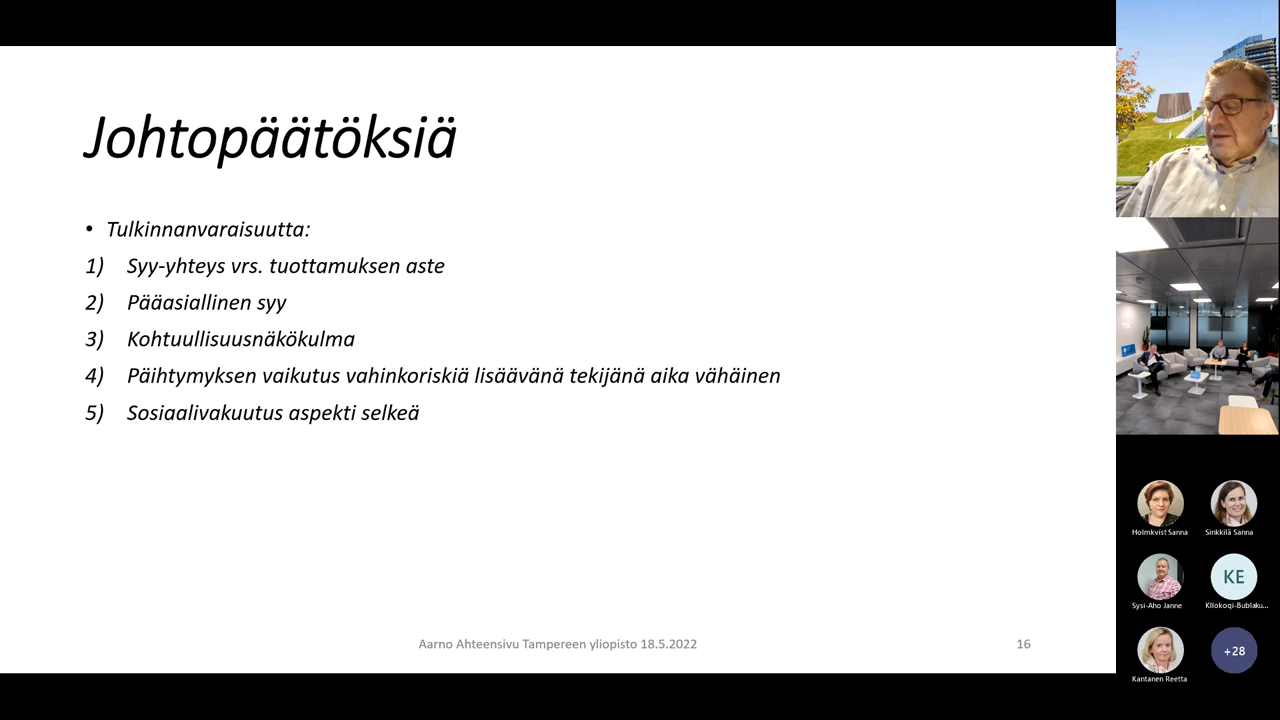 Johtopäätöksiä
• Tulkinnanvaraisuutta:
1) Syy-yhteys vrs. tuottamuksen aste
2) Pääasiallinen syy
3) Kohtuullisuusnäkökulma
4) Päihtymyksen vaikutus vahinkoriskiä lisäävänä tekijänä aika vähäinen
5) Sosiaalivakuutus aspekti selkeä
Aarno Ahteensivu Tampereen yliopisto 18.5.2022
16
Holmkvist Sanna
Sinkkilä Sanna
Sysi-Aho Janne
KE
Kllokoqi-Bublaku...
Kantanen Reetta
+28